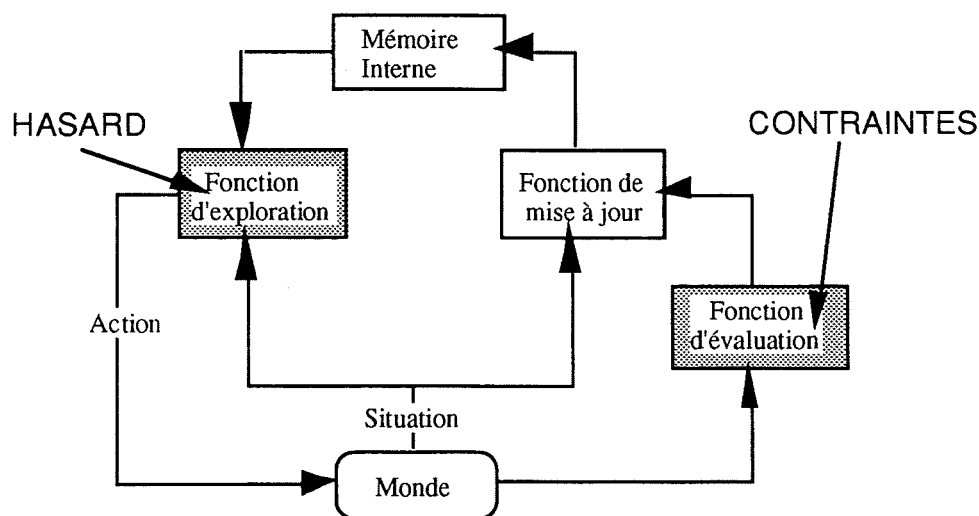 Mémoire
Interne
HASARD
CONTRAINTES
Fonction
d'exploration
Fonction de
mise à jour
Action
Fonction
d'évaluation
Situation
Monde